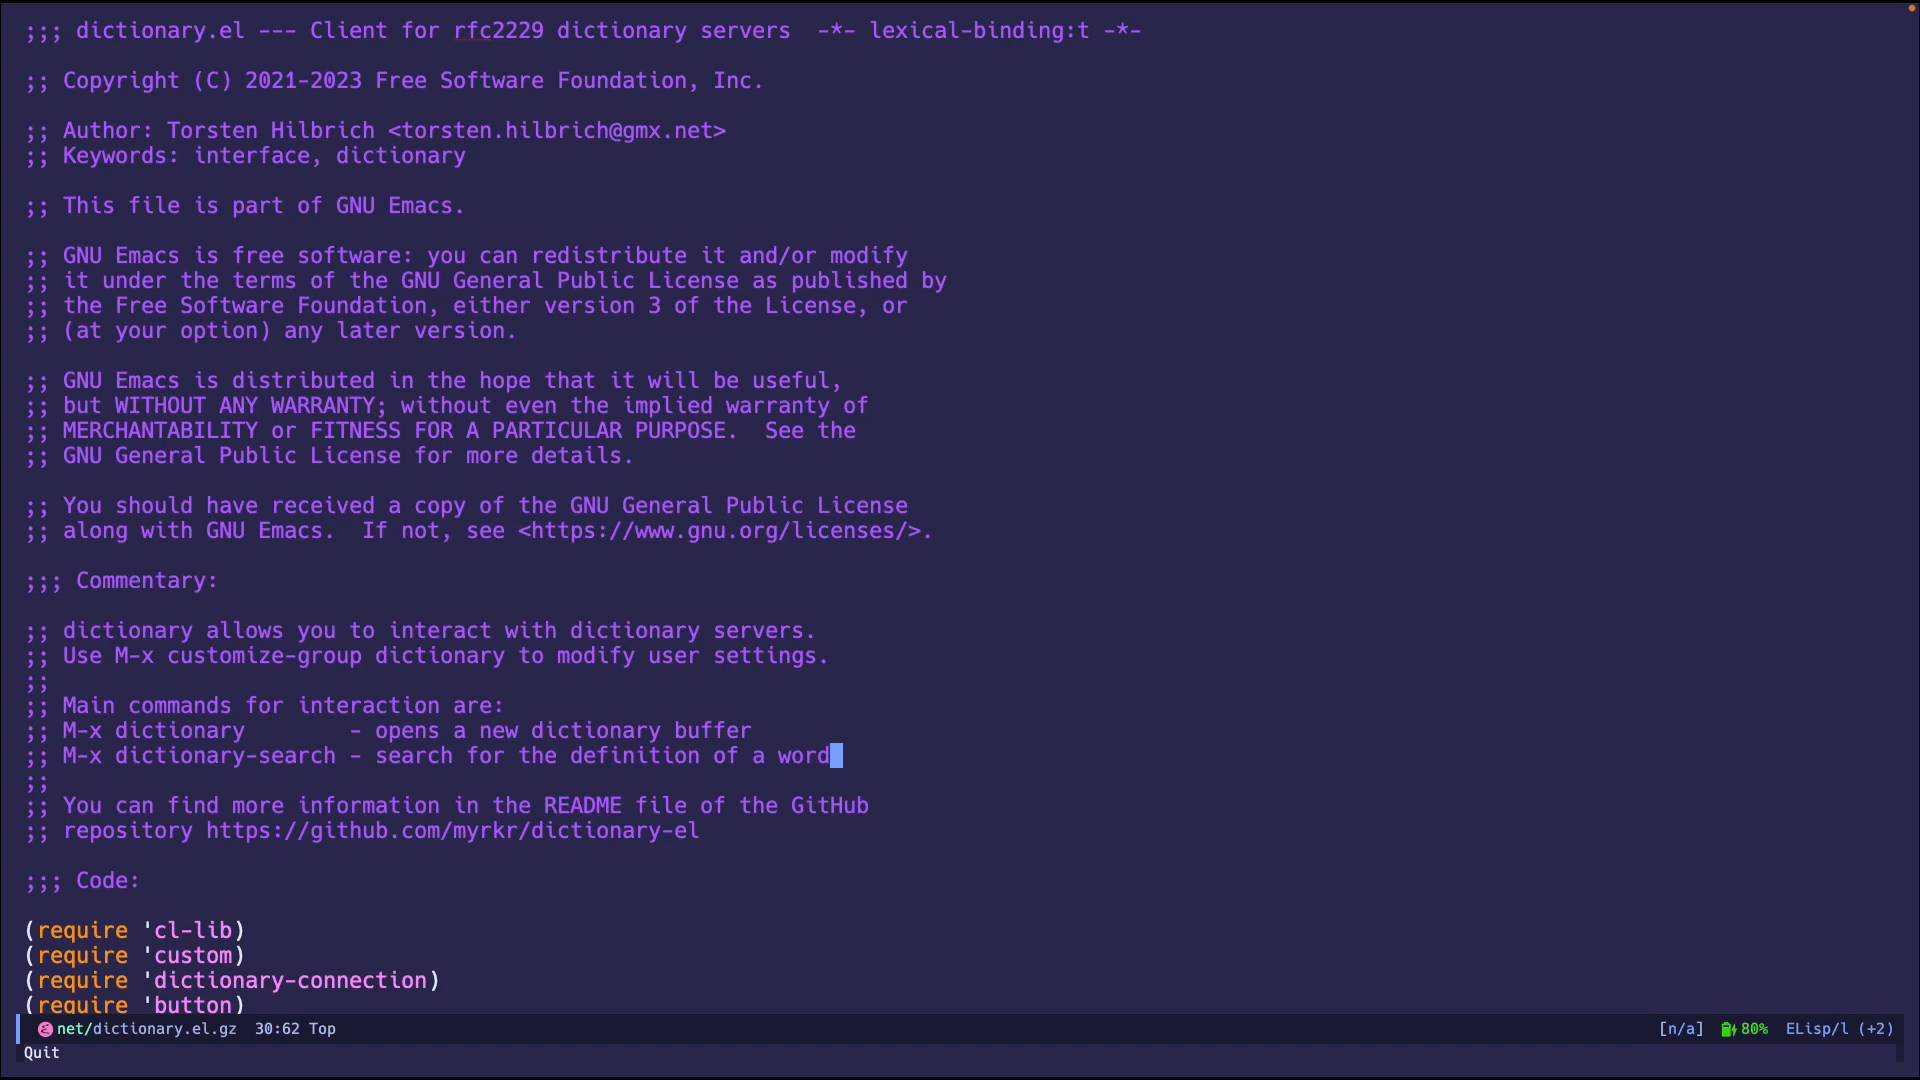 ;;; dictionary.el --- Client for rfc2229 dictionary servers  -*- lexical-binding:t -*-
;; Copyright (C) 2021-2023 Free Software Foundation, Inc.
;; Author: Torsten Hilbrich <torsten.hilbrich@gmx.net>
;; Keywords: interface, dictionary
;; This file is part of GNU Emacs.
;; GNU Emacs is free software: you can redistribute it and/or modify
;; it under the terms of the GNU General Public License as published by
;; the Free Software Foundation, either version 3 of the License, or
;; (at your option) any later version.
;; GNU Emacs is distributed in the hope that it will be useful,
;; but WITHOUT ANY WARRANTY; without even the implied warranty of
;; MERCHANTABILITY or FITNESS FOR A PARTICULAR PURPOSE.  See the
;; GNU General Public License for more details.
;; You should have received a copy of the GNU General Public License
;; along with GNU Emacs.  If not, see <https://www.gnu.org/licenses/>.
;;; Commentary:
;; dictionary allows you to interact with dictionary servers.
;; Use M-x customize-group dictionary to modify user settings.
;;
;; Main commands for interaction are:
;; M-x dictionary        - opens a new dictionary buffer
;; M-x dictionary-search - search for the definition of a word
;;
;; You can find more information in the README file of the GitHub
;; repository https://github.com/myrkr/dictionary-el
;;; Code:
(require 'cl-lib)
(require 'custom)
(require 'dictionary-connection)
(require 'button)
net/dictionary.el.gz  30:62 Top [n/a] 80% ELisp/l (+2)
Quit